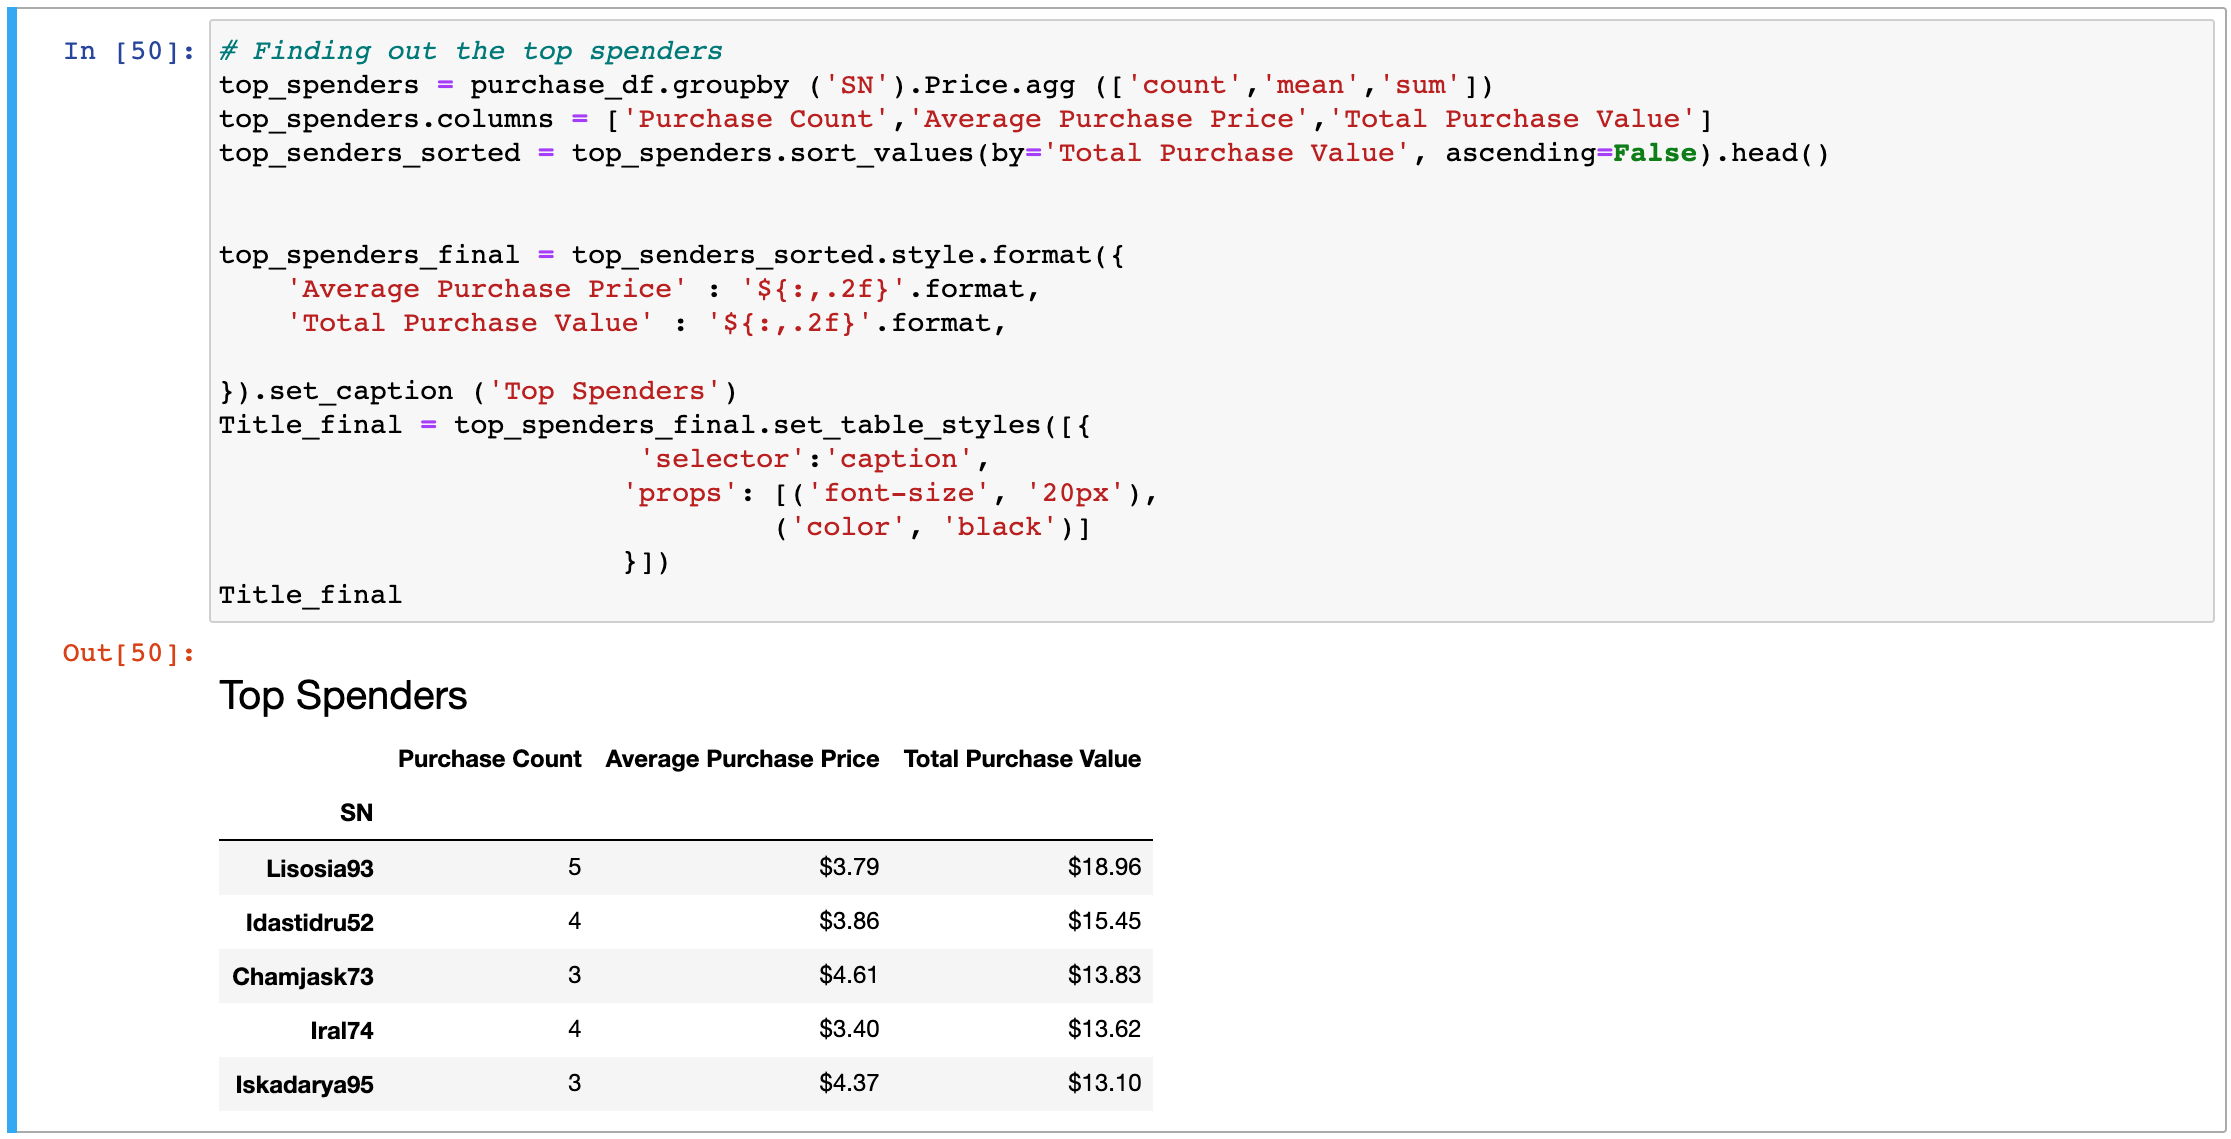 In [50]:
# Finding out the top spenders
top_spenders = purchase_df.groupby ('SN').Price.agg (['count','mean','sum'])
top_spenders.columns = ['Purchase Count','Average Purchase Price','Total Purchase Value']
top_senders_sorted = top_spenders.sort_values(by='Total Purchase Value', ascending=False).head()
top_spenders_final = top_senders_sorted.style.format({
    'Average Purchase Price' : '${:,.2f}'.format,
    'Total Purchase Value' : '${:,.2f}'.format,
}).set_caption ('Top Spenders')
Title_final = top_spenders_final.set_table_styles([{
                         'selector':'caption',
                        'props': [('font-size', '20px'),
                                 ('color', 'black')]
                        }])
Title_final
Out[50]:
Top Spenders
Purchase Count Average Purchase Price Total Purchase Value
SN
Lisosia93 5 $3.79 $18.96
Idastidru52 4 $3.86 $15.45
Chamjask73 3 $4.61 $13.83
Iral74 4 $3.40 $13.62
Iskadarya95 3 $4.37 $13.10